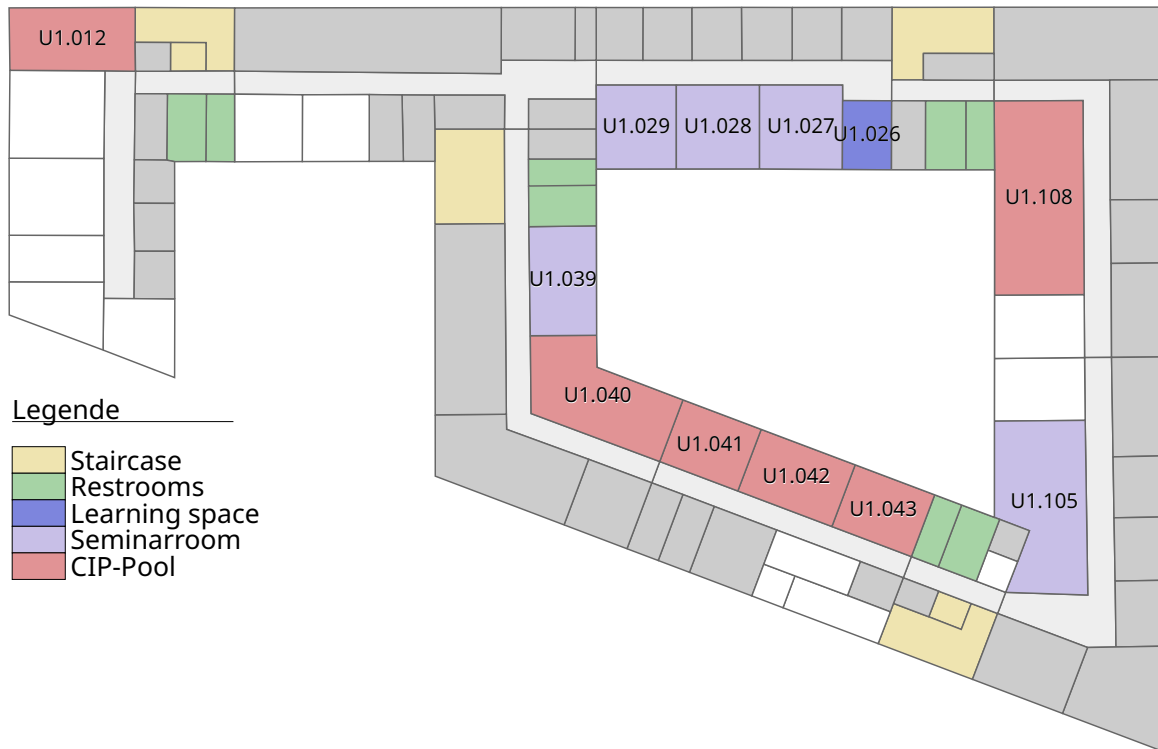 U1.012
U1.029
U1.028
U1.027
U1.026
U1.108
U1.039
U1.040
U1.041
U1.042
U1.043
U1.105
Legende
Staircase
Restrooms
Learning space
Seminarroom
CIP-Pool